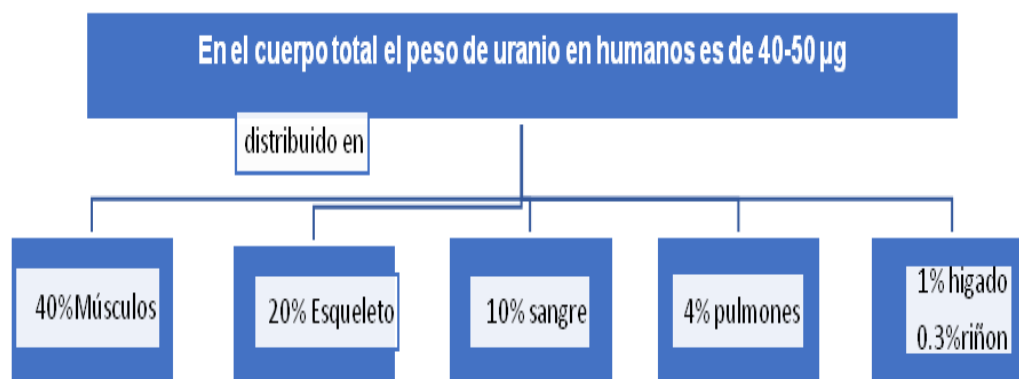 En el cuerpo total el peso de uranio en humanos es de 40-50 µg
distribuido en
40%Músculos
20% Esqueleto
10% sangre
4% pulmones
1% higado
0.3%riñon